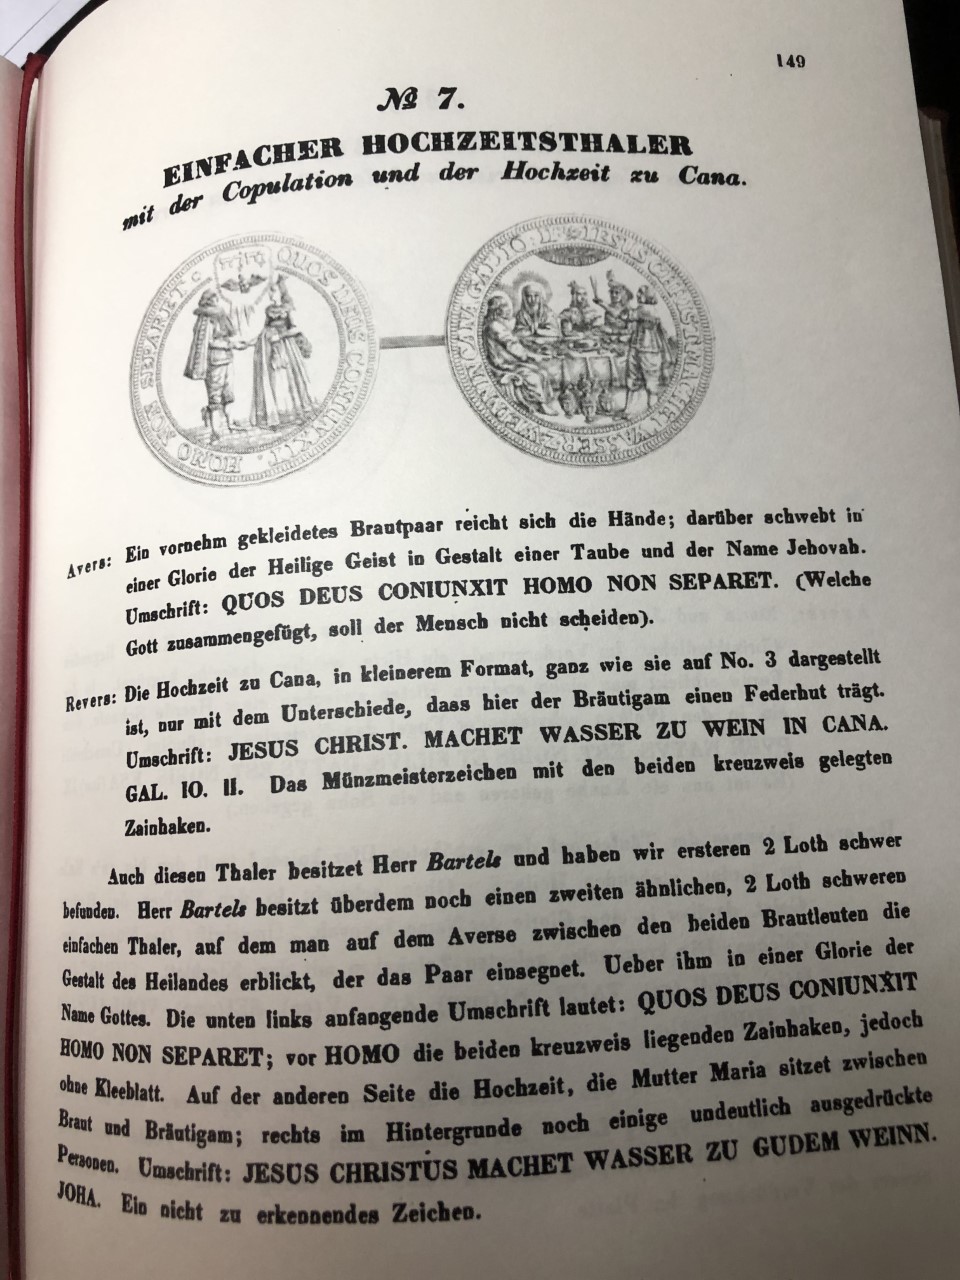 149
№ 7.
EINFACHER HOCHZEITSTHALER
mit der Copulation und der Hochzeit zu Cana.
QUOS DEUS CONIUNXIT. HOMO NON SEPARET
Avers: Ein vornehm gekleidetes Brautpaar reicht sich die Hände; darüber schwebt in
einer Glorie der Heilige Geist in Gestalt einer Taube und der Name Jehovah.
Umschrift: QUOS DEUS CONIUNXIT HOMO NON SEPARET. (Welche
Gott zusammengefügt, soll der Mensch nicht scheiden).
Revers: Die Hochzeit zu Cana, in kleinerem Format, ganz wie sie auf No. 3 dargestellt
ist, nur mit dem Unterschiede, dass hier der Bräutigam einen Federhut trägt.
Umschrift: JESUS CHRIST. MACHET WASSER ZU WEIN IN CANA.
GAL. IO. II. Das Münzmeisterzeichen mit den beiden kreuzweis gelegten
Zainhaken.
Auch diesen Thaler besitzet Herr Bartels und haben wir ersteren 2 Loth schwer
befunden. Herr Bartels besitzt überdem noch einen zweiten ähnlichen, 2 Loth schweren
einfachen Thaler, auf dem man auf dem Averse zwischen den beiden Brautleuten die
Gestalt des Heilandes erblickt, der das Paar einsegnet. Ueber ihm in einer Glorie der
Name Gottes. Die unten links anfangende Umschrift lautet: QUOS DEUS CONIUNXIT
HOMO NON SEPARET; vor HOMO die beiden kreuzweis liegenden Zainhaken, jedoch
ohne Kleeblatt. Auf der anderen Seite die Hochzeit, die Mutter Maria sitzet zwischen
Braut und Bräutigam; rechts im Hintergrunde noch einige undeutlich ausgedrückte
Personen. Umschrift: JESUS CHRISTUS MACHET WASSER ZU GUDEM WEINN.
JOHA. Ein nicht zu erkennendes Zeichen.